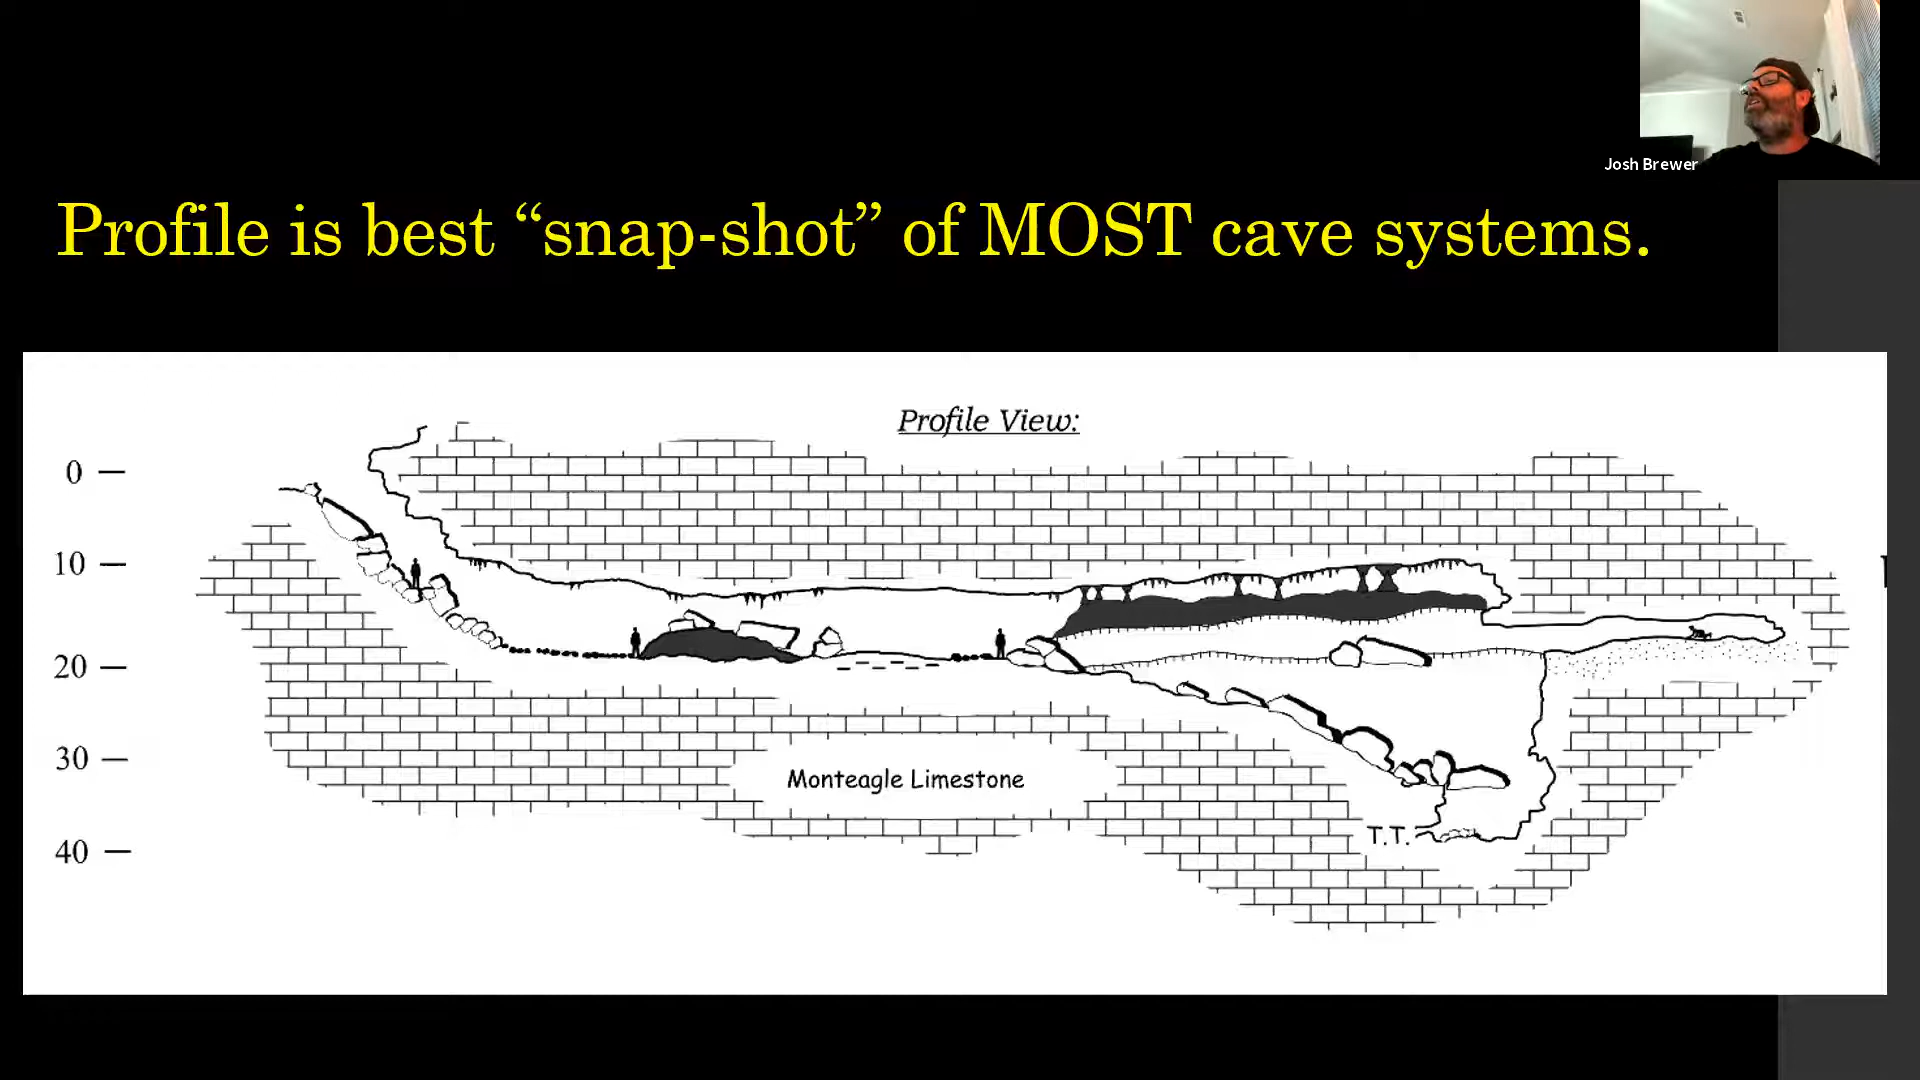 Josh Brewer
Profile is best “snap-shot” of MOST cave systems.
Profile View:
0
10
20
30
40
Monteagle Limestone
T.T.